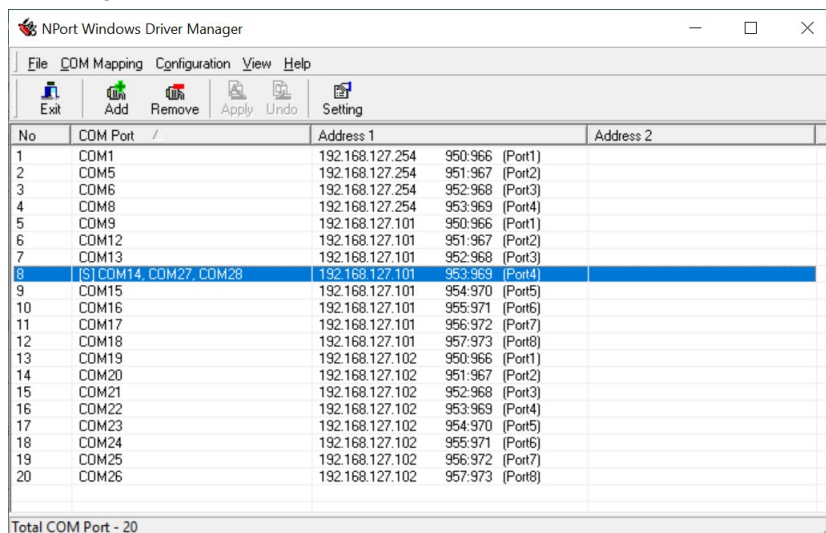 NPort Windows Driver Manager
File COM Mapping Configuration View Help
Exit Add Remove Apply Undo Setting
No COM Port Address 1 Address 2
1 COM1 192.168.127.254 950:966 (Port1)
2 COM5 192.168.127.254 951:967 (Port2)
3 COM6 192.168.127.254 952:968 (Port3)
4 COM8 192.168.127.254 953:969 (Port4)
5 COM9 192.168.127.101 950:966 (Port1)
6 COM12 192.168.127.101 951:967 (Port2)
7 COM13 192.168.127.101 952:968 (Port3)
8 [S] COM14, COM27, COM28 192.168.127.101 953:969 (Port4)
9 COM15 192.168.127.101 954:970 (Port5)
10 COM16 192.168.127.101 955:971 (Port6)
11 COM17 192.168.127.101 956:972 (Port7)
12 COM18 192.168.127.101 957:973 (Port8)
13 COM19 192.168.127.102 950:966 (Port1)
14 COM20 192.168.127.102 951:967 (Port2)
15 COM21 192.168.127.102 952:968 (Port3)
16 COM22 192.168.127.102 953:969 (Port4)
17 COM23 192.168.127.102 954:970 (Port5)
18 COM24 192.168.127.102 955:971 (Port6)
19 COM25 192.168.127.102 956:972 (Port7)
20 COM26 192.168.127.102 957:973 (Port8)
Total COM Port - 20